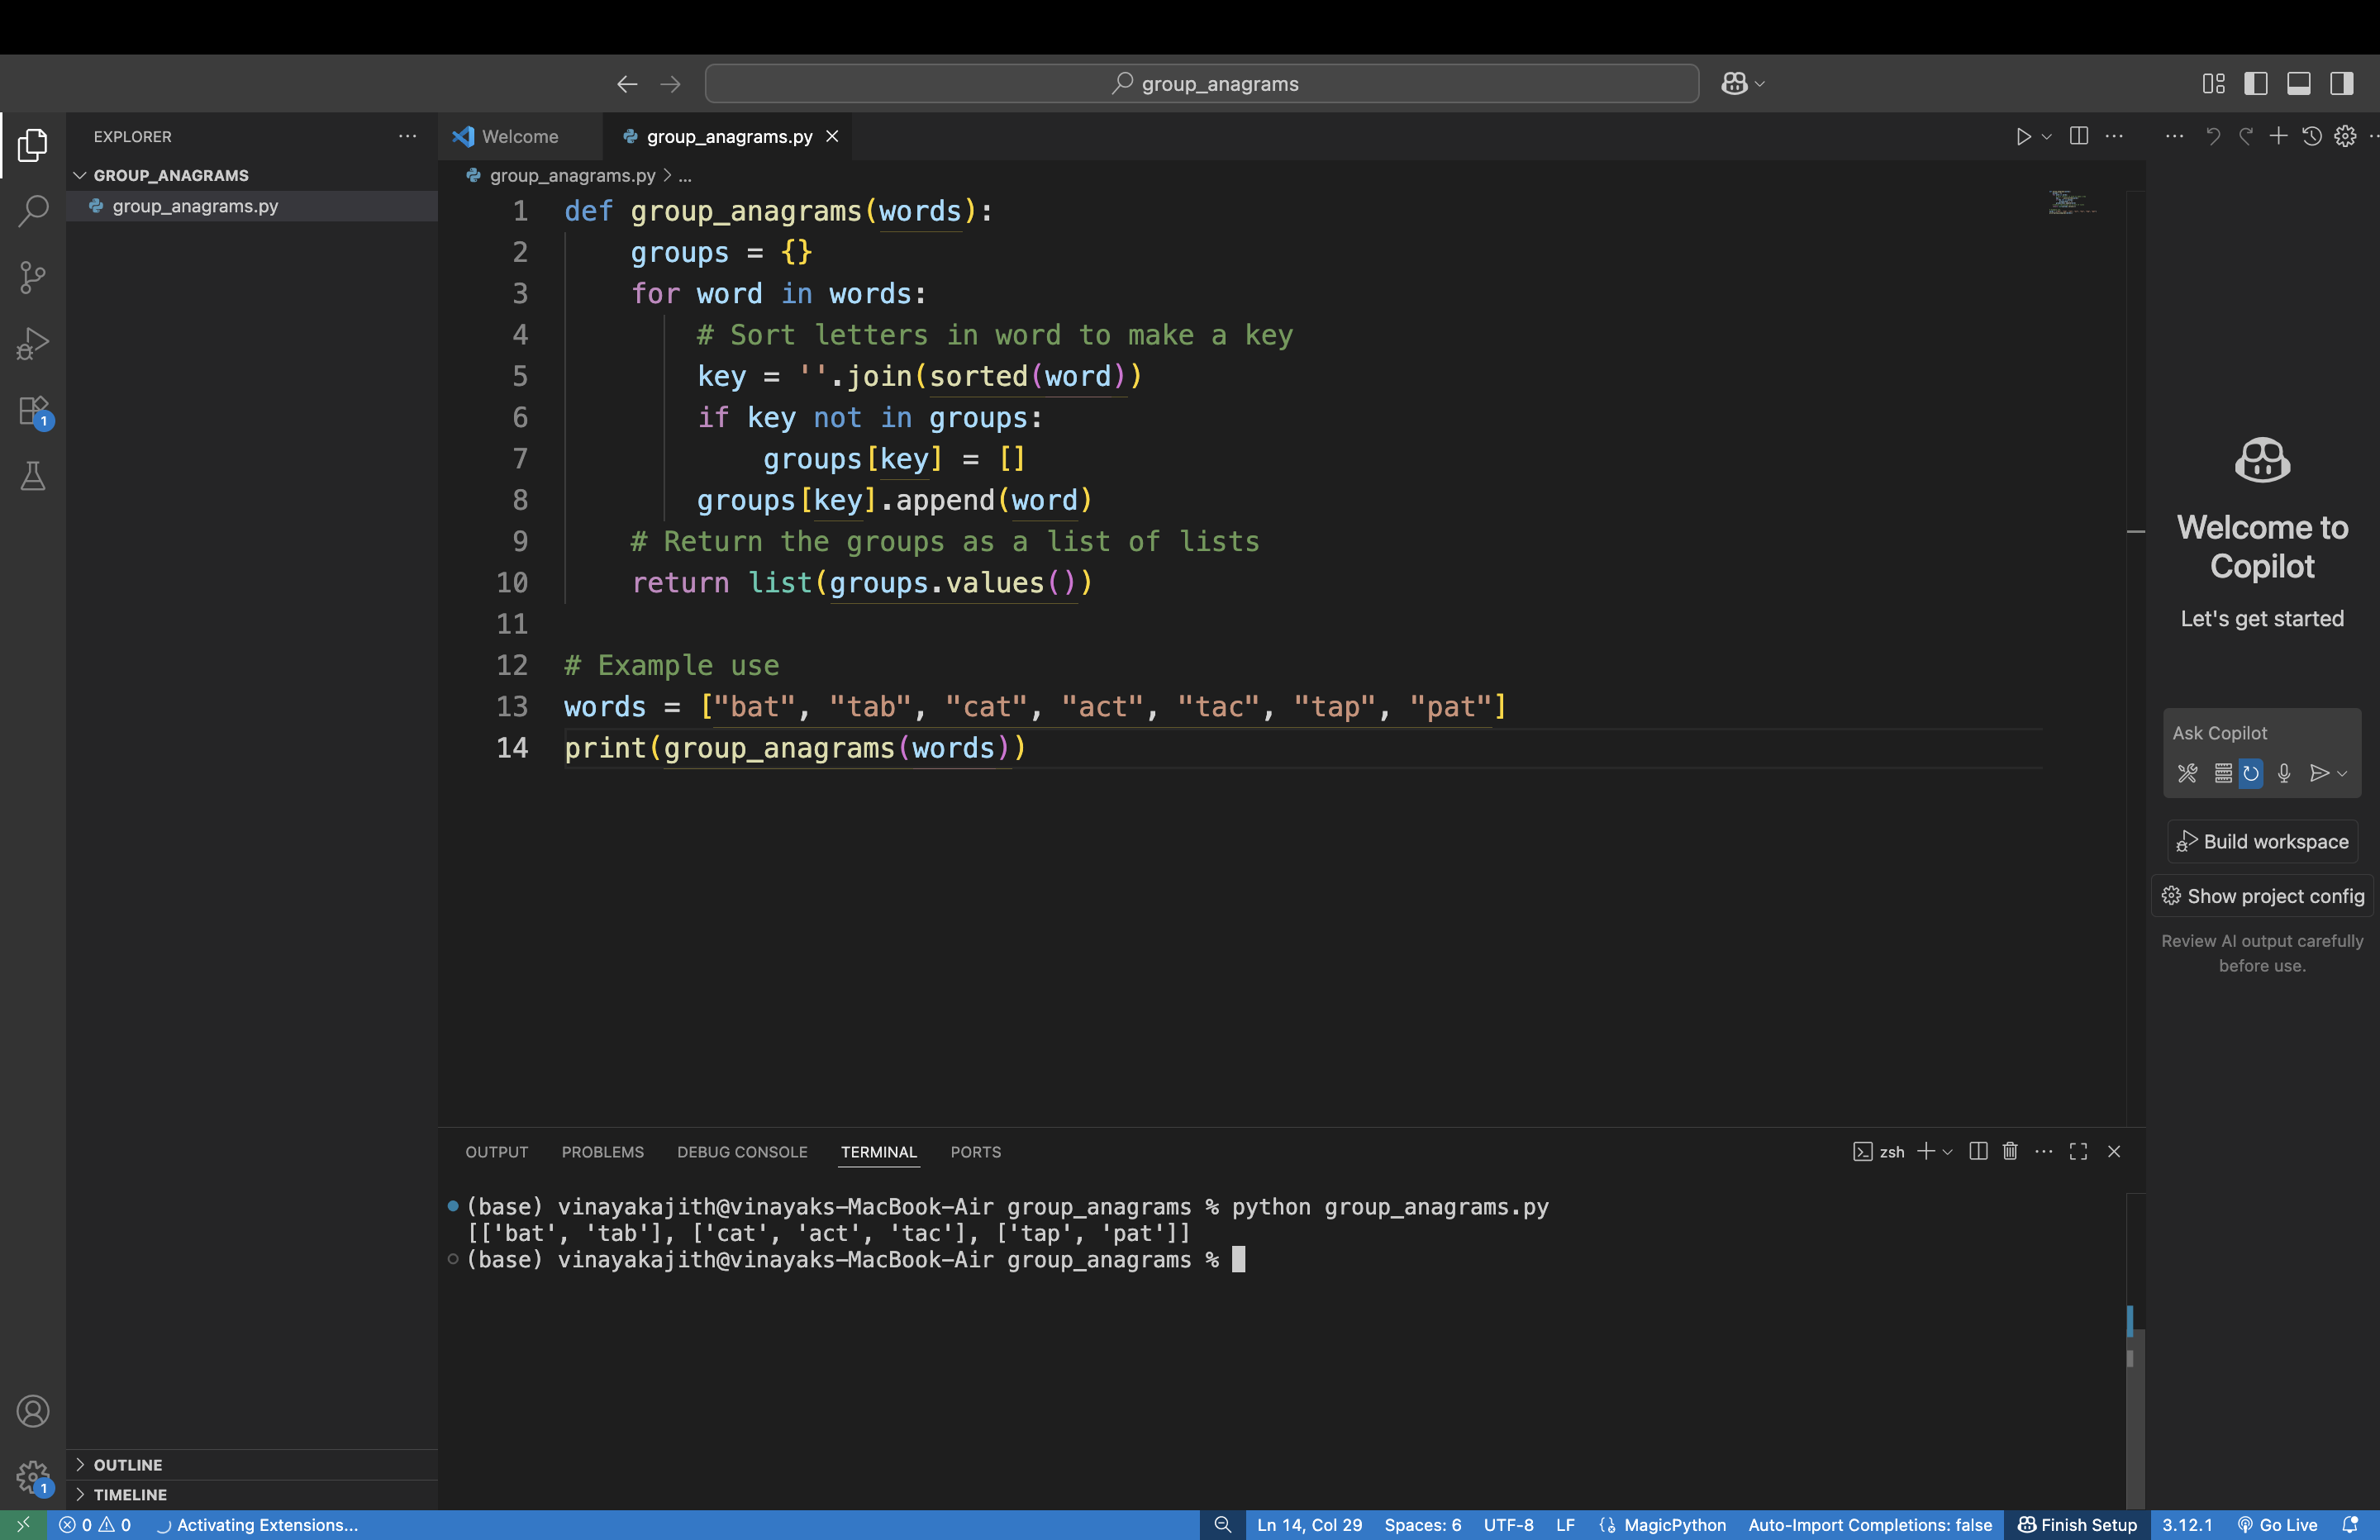 group_anagrams
EXPLORER
GROUP_ANAGRAMS
group_anagrams.py
1
Welcome
group_anagrams.py
group_anagrams.py > ...
1 def group_anagrams(words):
2 groups = {}
3 for word in words:
4 # Sort letters in word to make a key
5 key = ''.join(sorted(word))
6 if key not in groups:
7 groups[key] = []
8 groups[key].append(word)
9 # Return the groups as a list of lists
10 return list(groups.values())
11
12 # Example use
13 words = ["bat", "tab", "cat", "act", "tac", "tap", "pat"]
14 print(group_anagrams(words))
Welcome to
Copilot
Let's get started
Ask Copilot
Build workspace
Show project config
Review AI output carefully
before use.
OUTPUT PROBLEMS DEBUG CONSOLE TERMINAL PORTS
zsh
(base) vinayakajith@vinayaks-MacBook-Air group_anagrams % python group_anagrams.py
[['bat', 'tab'], ['cat', 'act', 'tac'], ['tap', 'pat']]
(base) vinayakajith@vinayaks-MacBook-Air group_anagrams %
OUTLINE
1
TIMELINE
0 0 Activating Extensions... Ln 14, Col 29 Spaces: 6 UTF-8 LF MagicPython Auto-Import Completions: false Finish Setup 3.12.1 Go Live